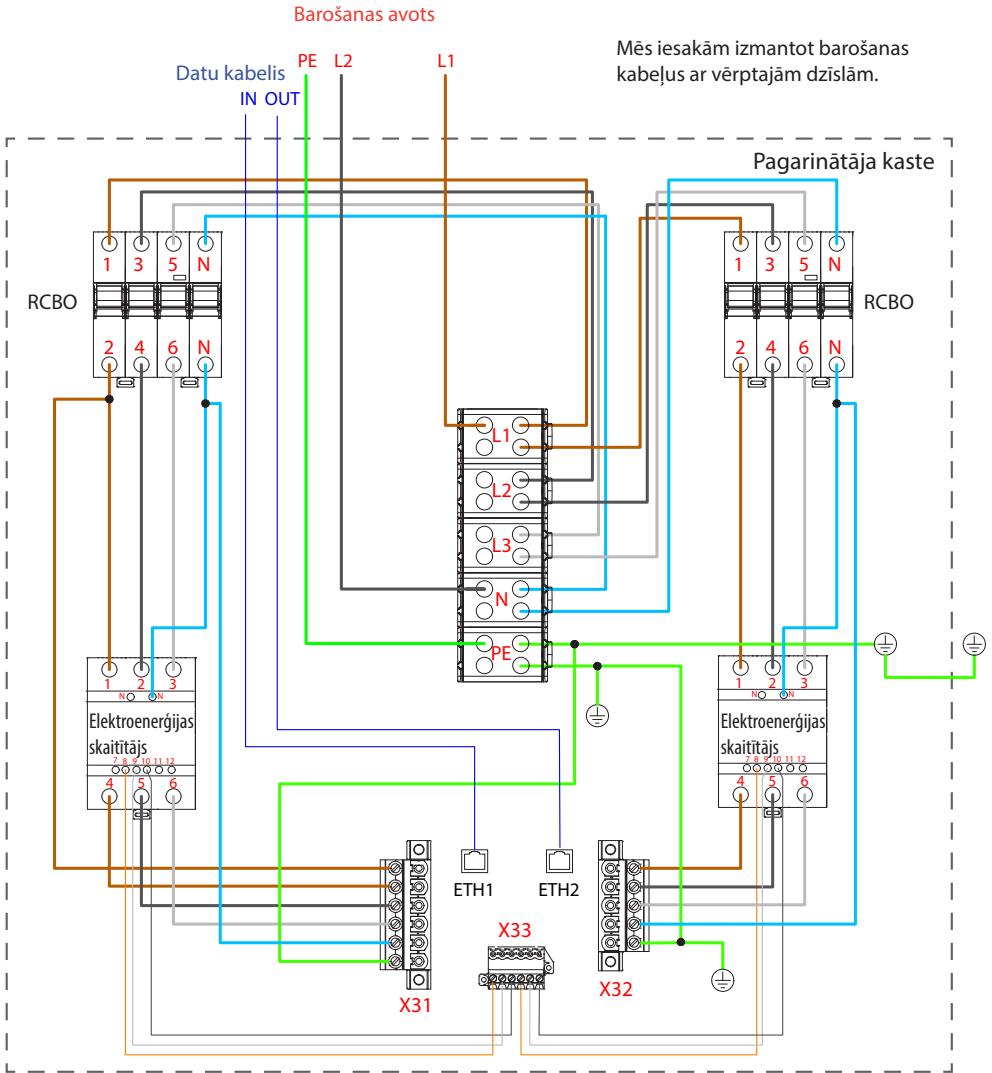 Barošanas avots
Mēs iesakām izmantot barošanas
kabeļus ar vērptajām dzīslām.
PE L2 L1
Datu kabelis
IN OUT
Pagarinātāja kaste
1 3 5 N
1 3 5 N
RCBO
RCBO
2 4 6 N
2 4 6 N
L1
L2
L3
N
PE
1 2 3
N N
Elektroenerģijas
skaitītājs
7 8 9 10 11 12
4 5 6
1 2 3
N N
Elektroenerģijas
skaitītājs
7 8 9 10 11 12
4 5 6
ETH1
ETH2
X33
X31
X32